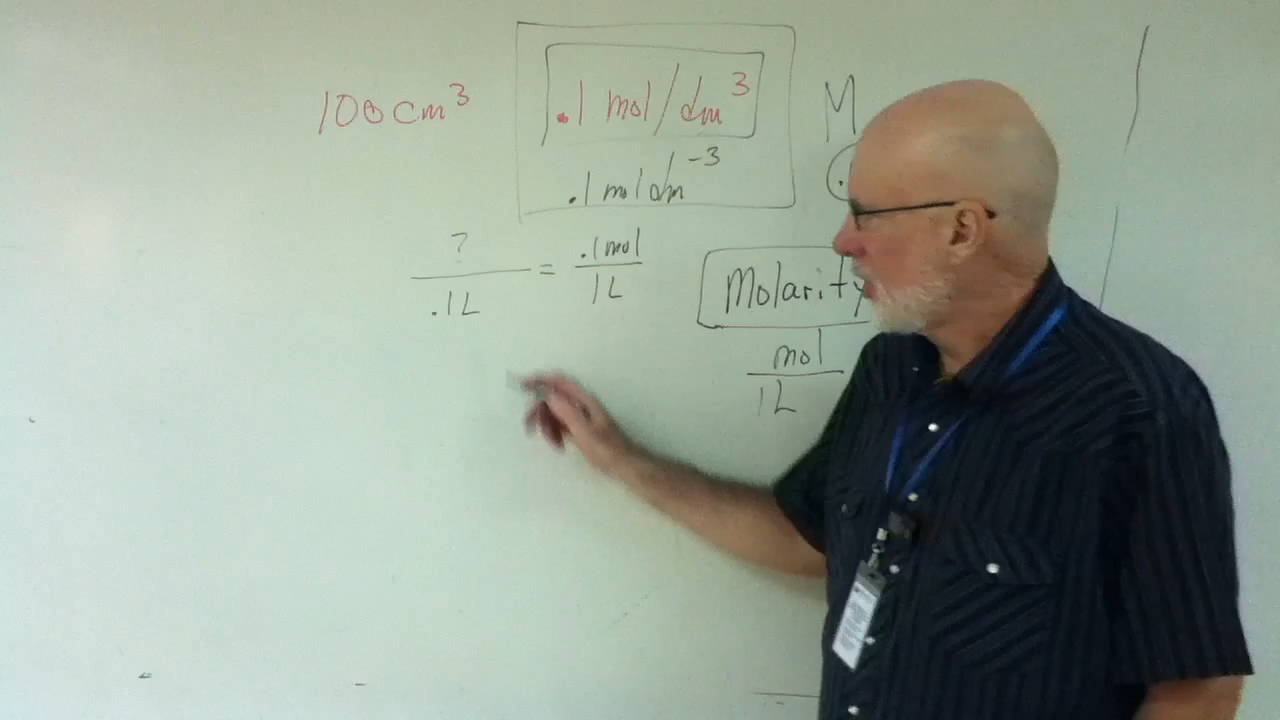 100 cm³ .1 mol/dm³ M
.1 mol dm⁻³ .
? .1 mol
= Molarity
.1L 1L
mol
1L